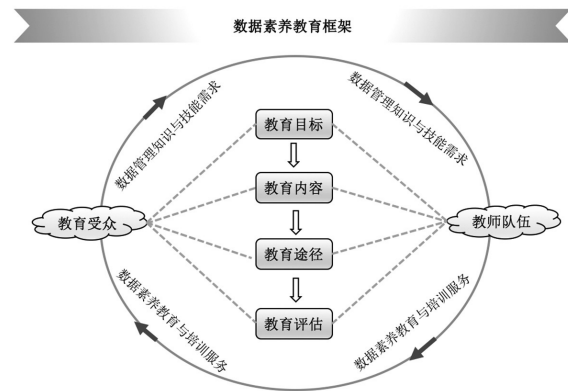 数据素养教育框架
数据管理知识与技能需求
数据管理知识与技能需求
教育目标
教育内容
教育受众
教师队伍
教育途径
教育评估
数据素养教育与培训服务
数据素养教育与培训服务